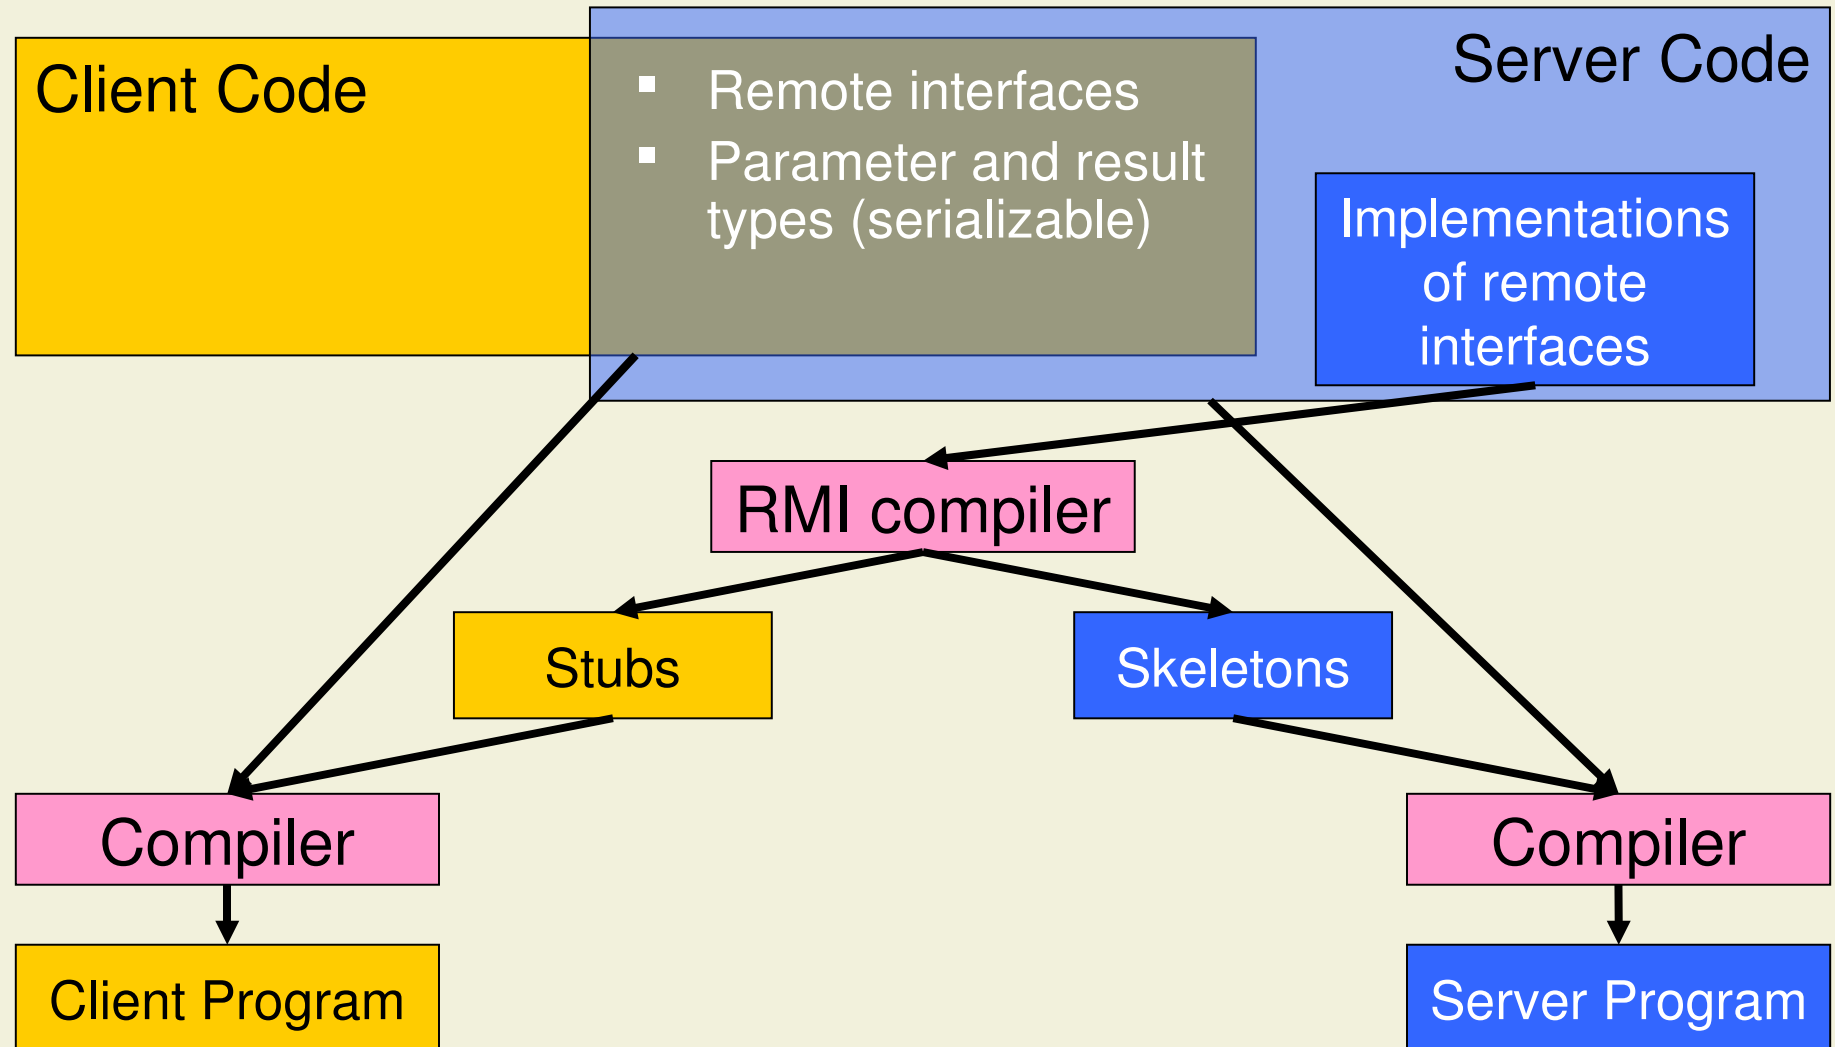 Client Code
Server Code
▪ Remote interfaces
▪ Parameter and result
types (serializable)
Implementations
of remote
interfaces
RMI compiler
Stubs
Skeletons
Compiler
Compiler
Client Program
Server Program